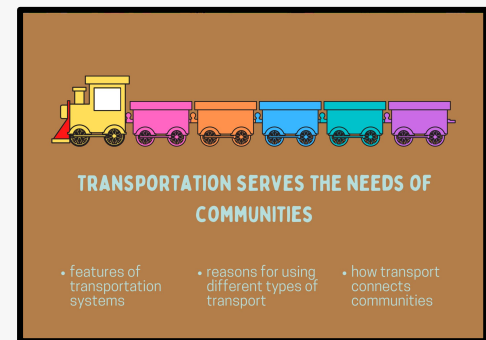 TRANSPORTATION SERVES THE NEEDS OF
COMMUNITIES
• features of
transportation
systems
• reasons for using
different types of
transport
• how transport
connects
communities